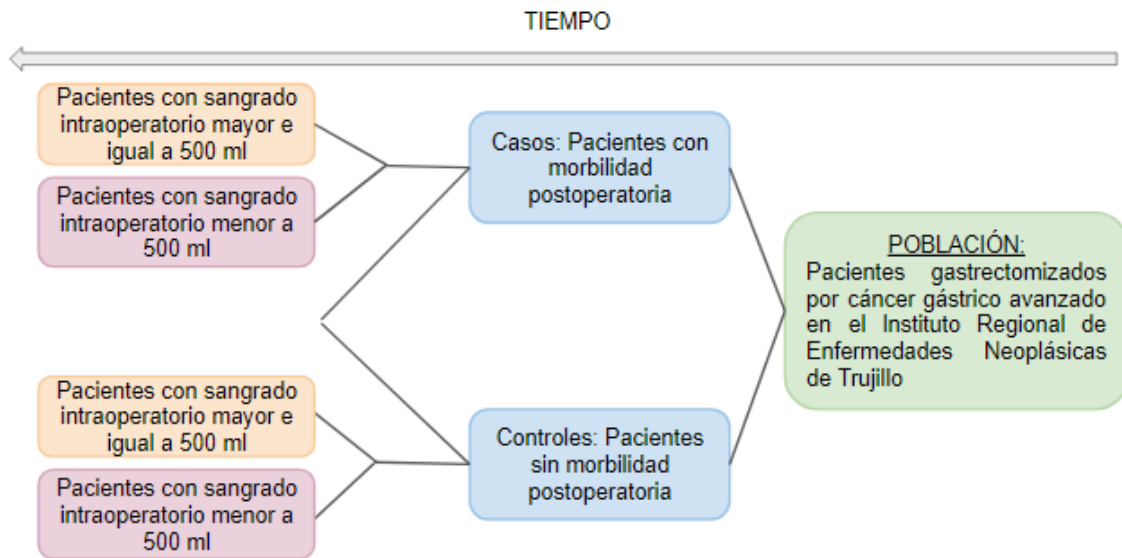 TIEMPO
Pacientes con sangrado
intraoperatorio mayor e
igual a 500 ml
Pacientes con sangrado
intraoperatorio menor a
500 ml
Casos: Pacientes con
morbilidad
postoperatoria
POBLACIÓN:
Pacientes gastrectomizados
por cáncer gástrico avanzado
en el Instituto Regional de
Enfermedades Neoplásicas
de Trujillo
Pacientes con sangrado
intraoperatorio mayor e
igual a 500 ml
Pacientes con sangrado
intraoperatorio menor a
500 ml
Controles: Pacientes
sin morbilidad
postoperatoria